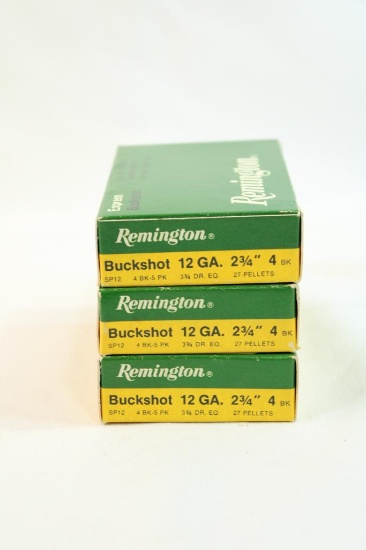 Express
Buckshot
Remington®
Remington®
Buckshot 12 GA. 2¾" 4 BK
SP12 4 BK-5 PK 3¾ DR. EQ. 27 PELLETS
Remington®
Buckshot 12 GA. 2¾" 4 BK
SP12 4 BK-5 PK 3¾ DR. EQ. 27 PELLETS
Remington®
Buckshot 12 GA. 2¾" 4 BK
SP12 4 BK-5 PK 3¾ DR. EQ. 27 PELLETS